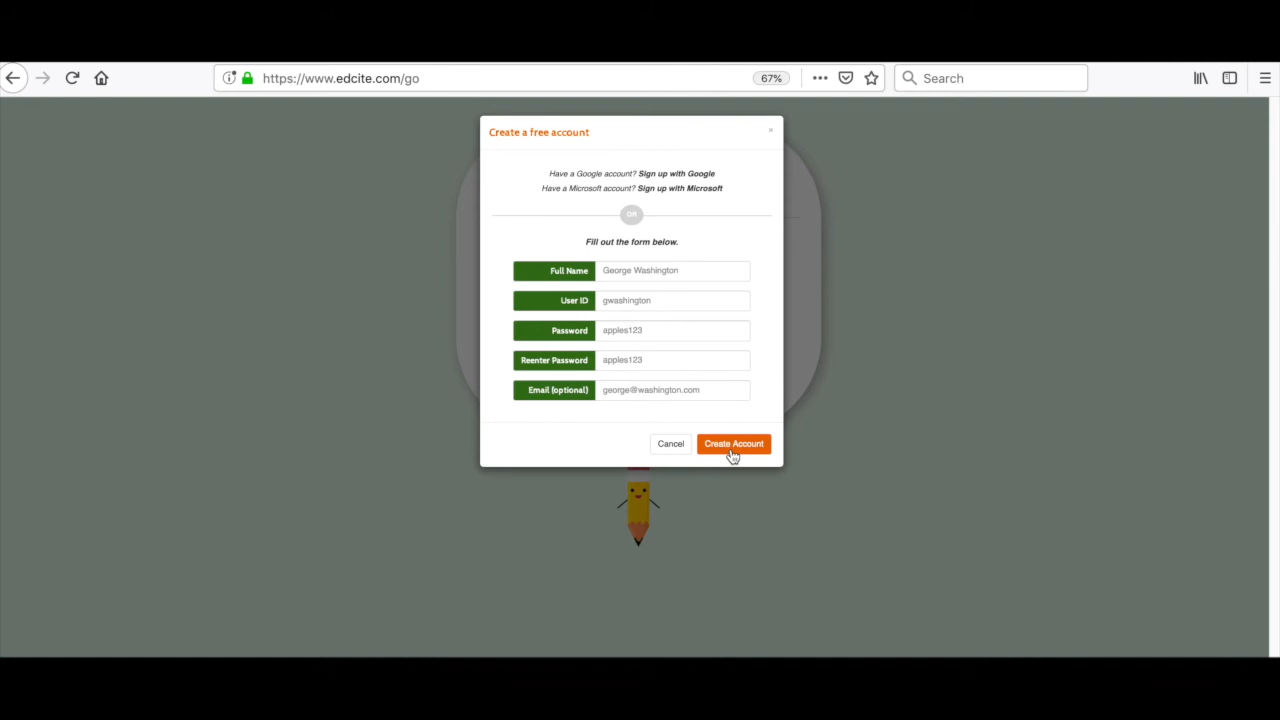 https://www.edcite.com/go
67%
Search
Create a free account
×
Have a Google account? Sign up with Google
Have a Microsoft account? Sign up with Microsoft
OR
Fill out the form below.
Full Name George Washington
User ID gwashington
Password apples123
Reenter Password apples123
Email (optional) george@washington.com
Cancel Create Account